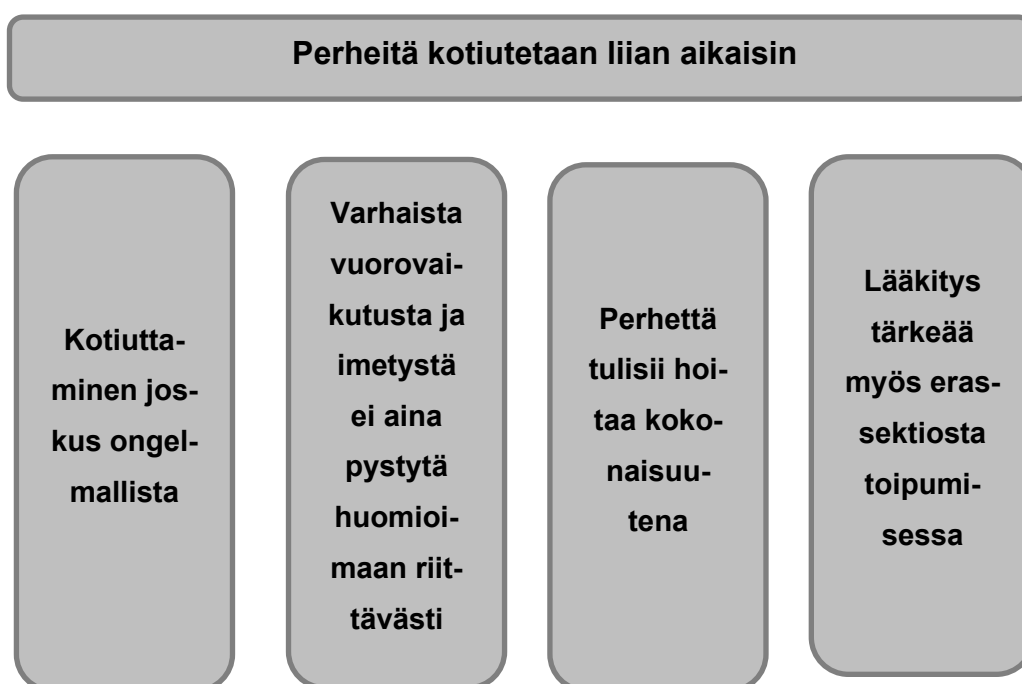 Perheitä kotiutetaan liian aikaisin
Kotiutta-
minen jos-
kus ongel-
mallista
Varhaista
vuorovai-
kutusta ja
imetystä
ei aina
pystytä
huomioi-
maan riit-
tävästi
Perhettä
tulisii hoi-
taa koko-
naisuu-
tena
Lääkitys
tärkeää
myös eras-
sektiosta
toipumi-
sessa